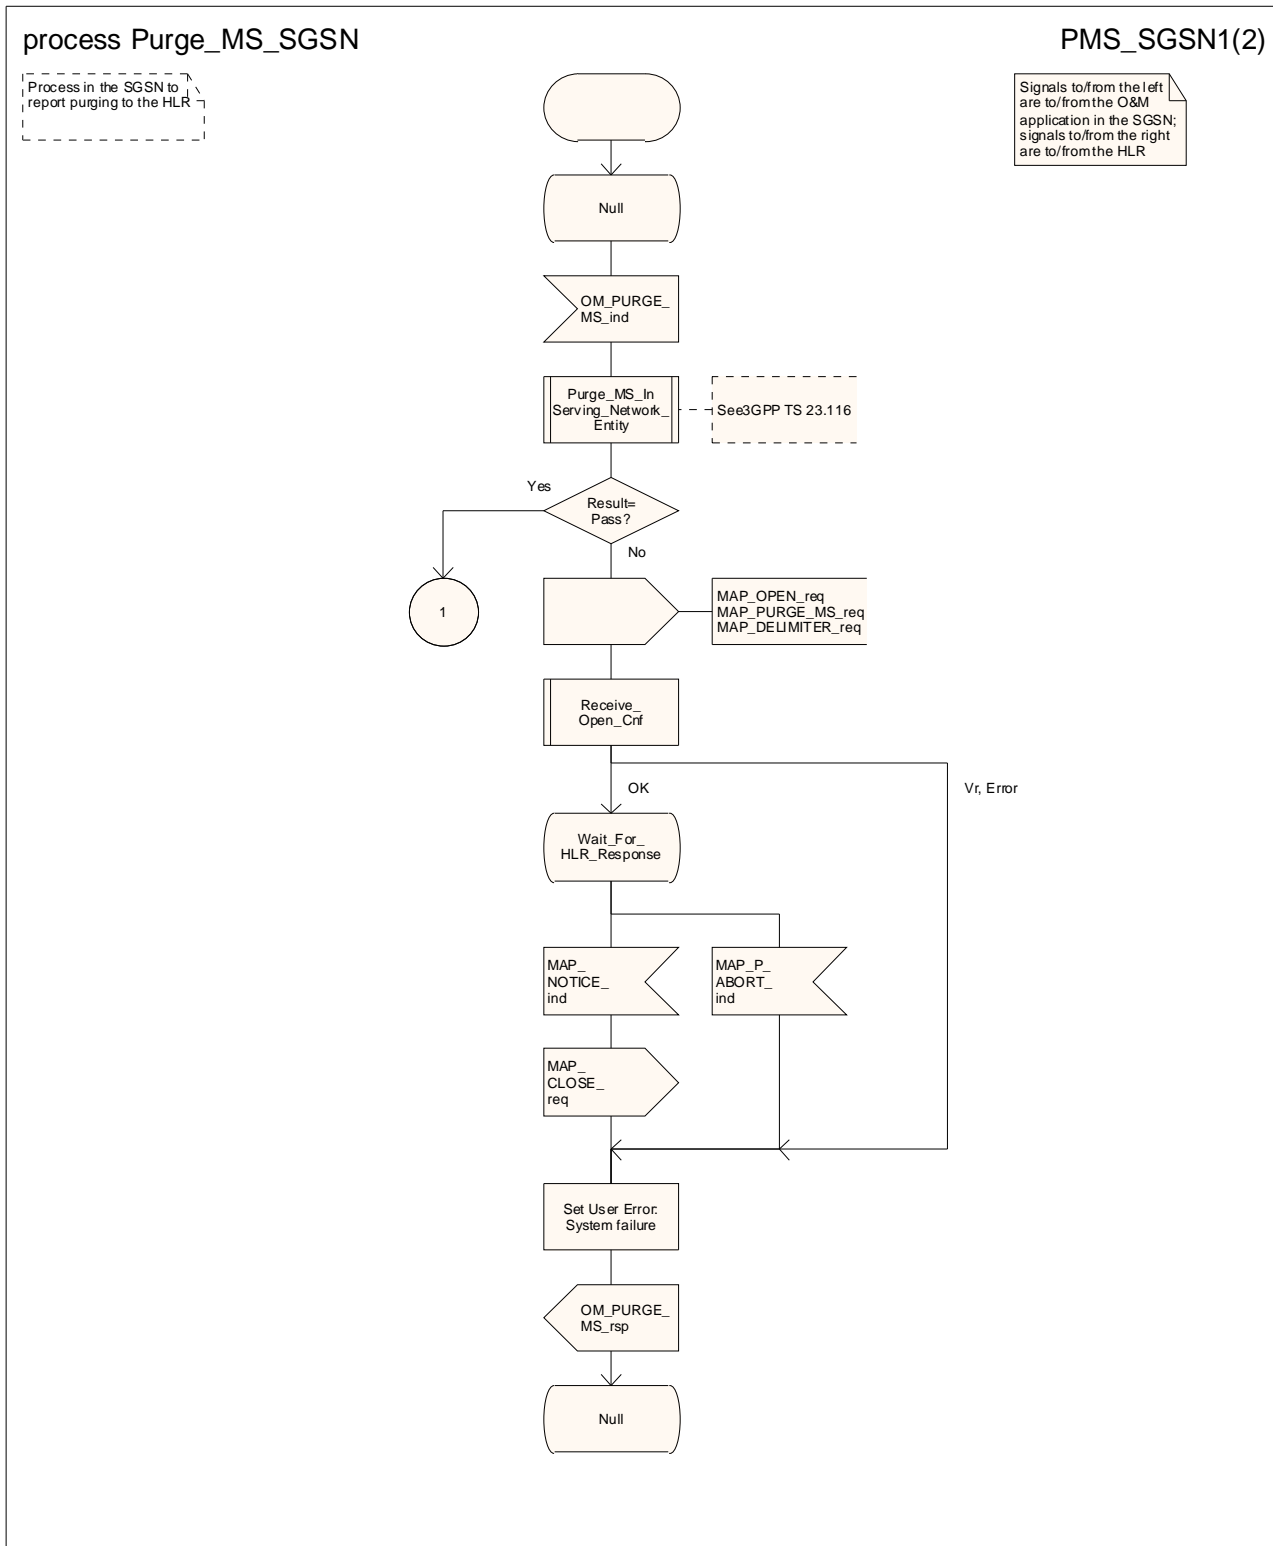 process Purge_MS_SGSN
PMS_SGSN1(2)
Process in the SGSN to
report purging to the HLR
Signals to/from the left
are to/from the O&M
application in the SGSN;
signals to/from the right
are to/from the HLR
Null
OM_PURGE_
MS_ind
Purge_MS_In
Serving_Network_
Entity
See3GPP TS 23.116
Yes
Result=
Pass?
No
1
MAP_OPEN_req
MAP_PURGE_MS_req
MAP_DELIMITER_req
Receive_
Open_Cnf
OK
Vr, Error
Wait_For_
HLR_Response
MAP_
NOTICE_
ind
MAP_P_
ABORT_
ind
MAP_
CLOSE_
req
Set User Error:
System failure
OM_PURGE_
MS_rsp
Null